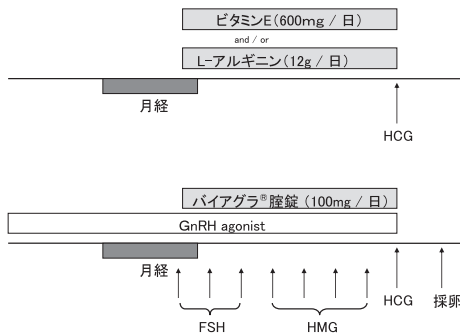 ビタミンE(600mg / 日)
and / or
L-アルギニン(12g / 日)
月経
HCG
バイアグラ®腟錠 (100mg / 日)
GnRH agonist
月経
HCG 採卵
FSH HMG